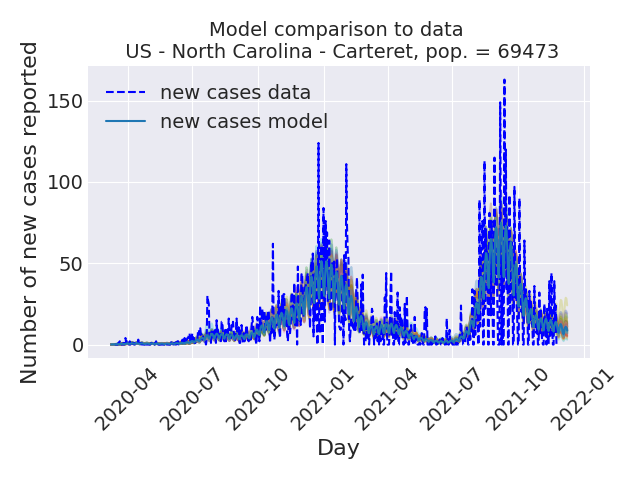 Model comparison to data
US - North Carolina - Carteret, pop. = 69473
Number of new cases reported
150
100
50
0
new cases data
new cases model
2020-04
2020-07
2020-10
2021-01
2021-04
2021-07
2021-10
2022-01
Day